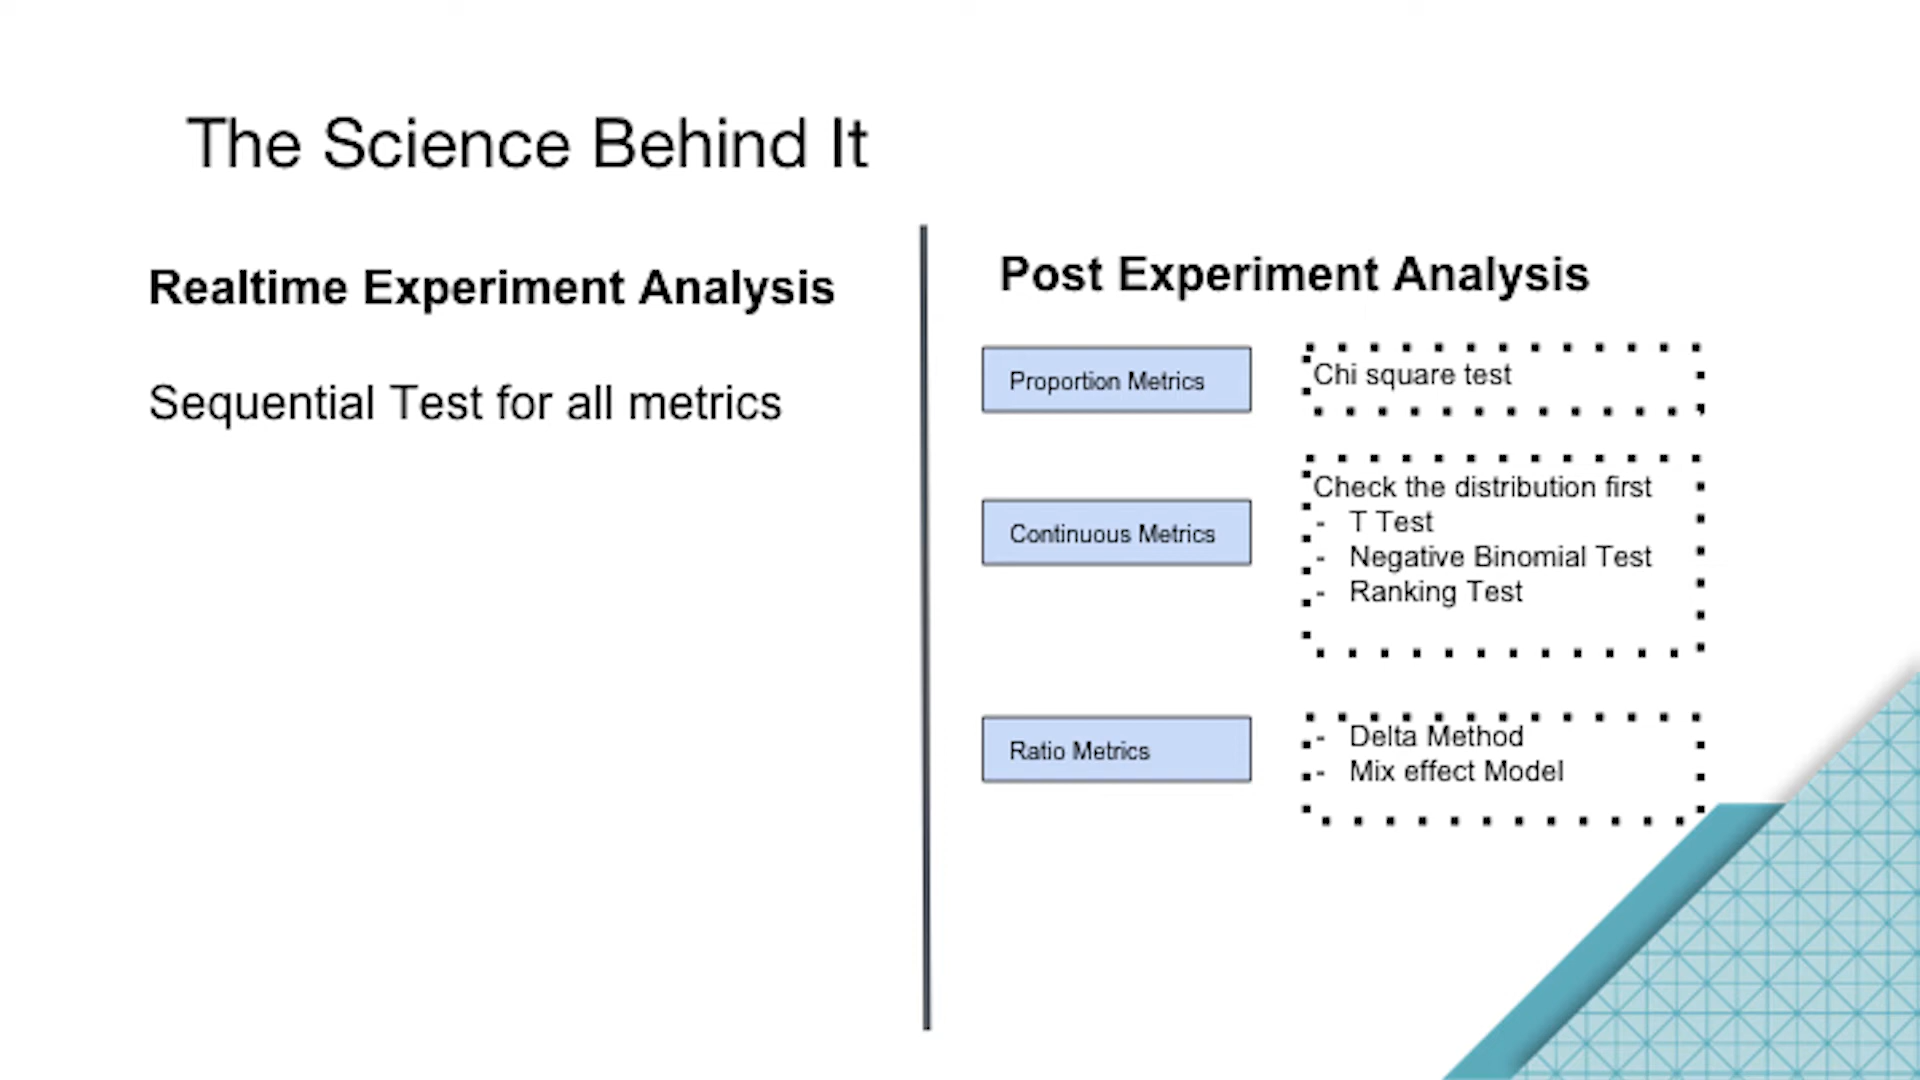 The Science Behind It
Realtime Experiment Analysis
Sequential Test for all metrics
Post Experiment Analysis
Proportion Metrics
Chi square test
Continuous Metrics
Check the distribution first
- T Test
- Negative Binomial Test
- Ranking Test
Ratio Metrics
- Delta Method
- Mix effect Model